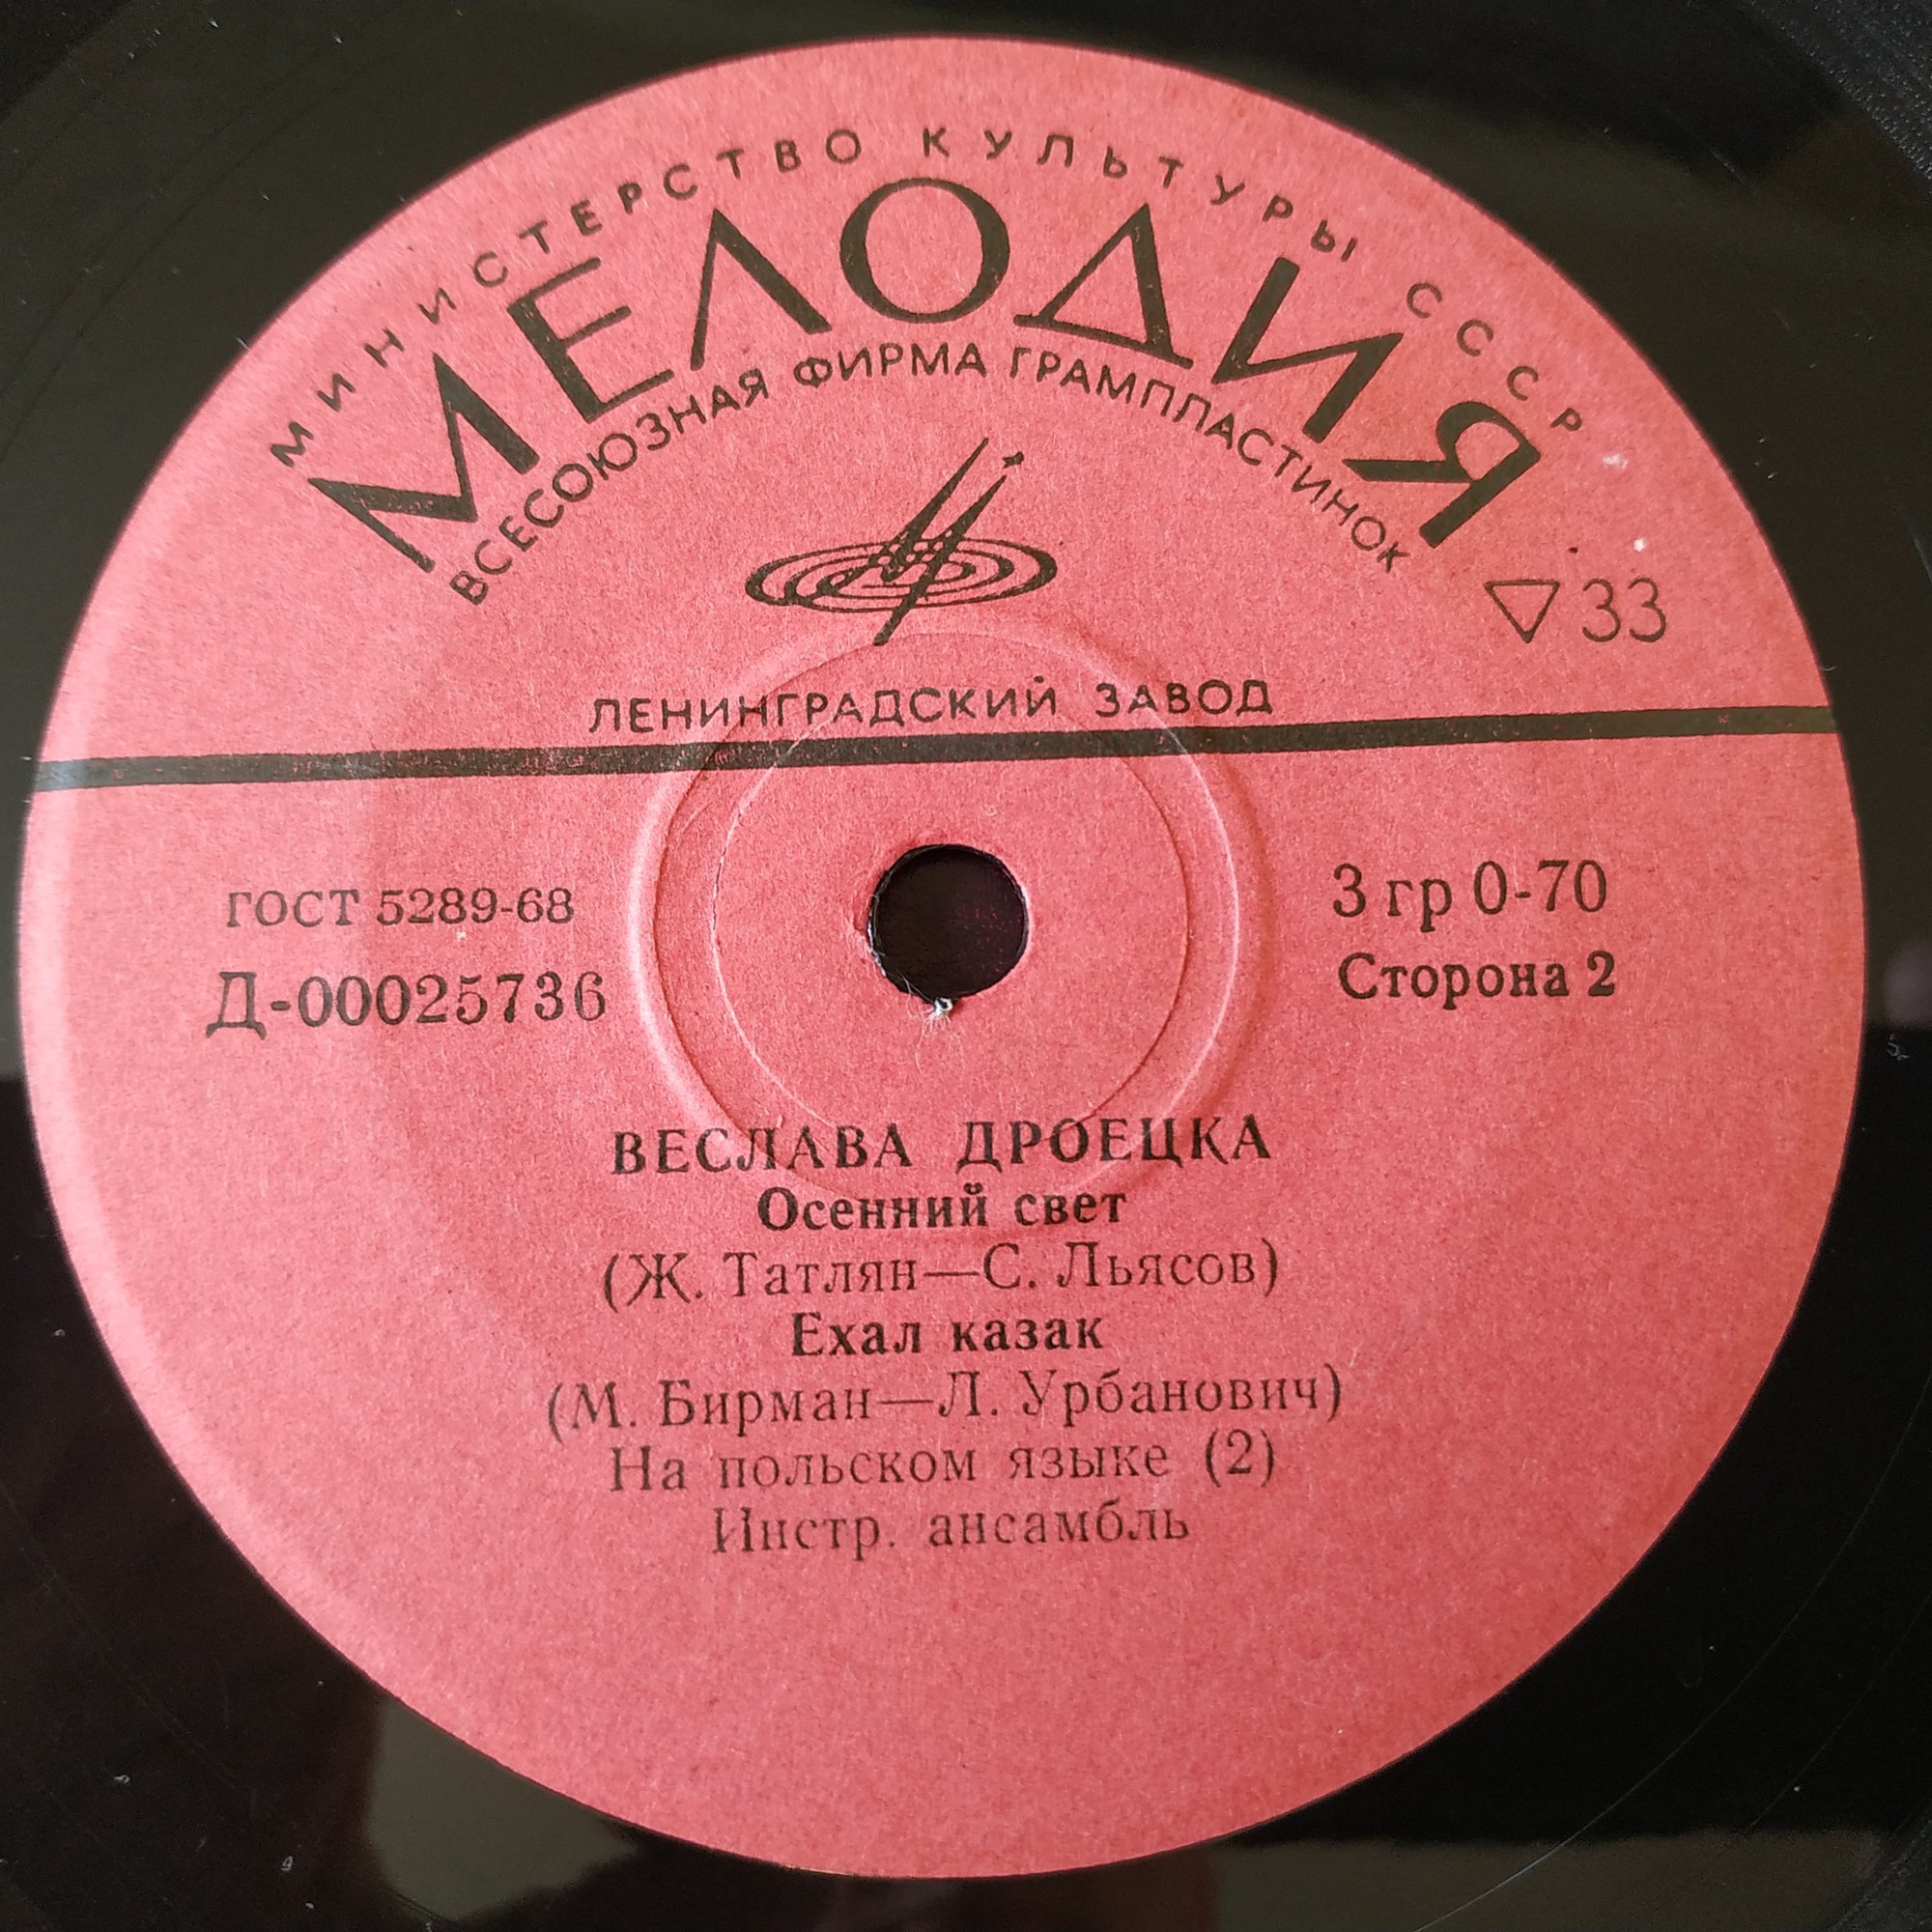 МИНИСТЕРСТВО КУЛЬТУРЫ СССР
МЕЛОДИЯ
ВСЕСОЮЗНАЯ ФИРМА ГРАМПЛАСТИНОК
▽ 33
ЛЕНИНГРАДСКИЙ ЗАВОД
ГОСТ 5289-68
3 гр 0-70
Д-00025736
Сторона 2
ВЕСЛАВА ДРОЕЦКА
Осенний свет
(Ж. Татлян—С. Льясов)
Ехал казак
(М. Бирман—Л. Урбанович)
На польском языке (2)
Инстр. ансамбль